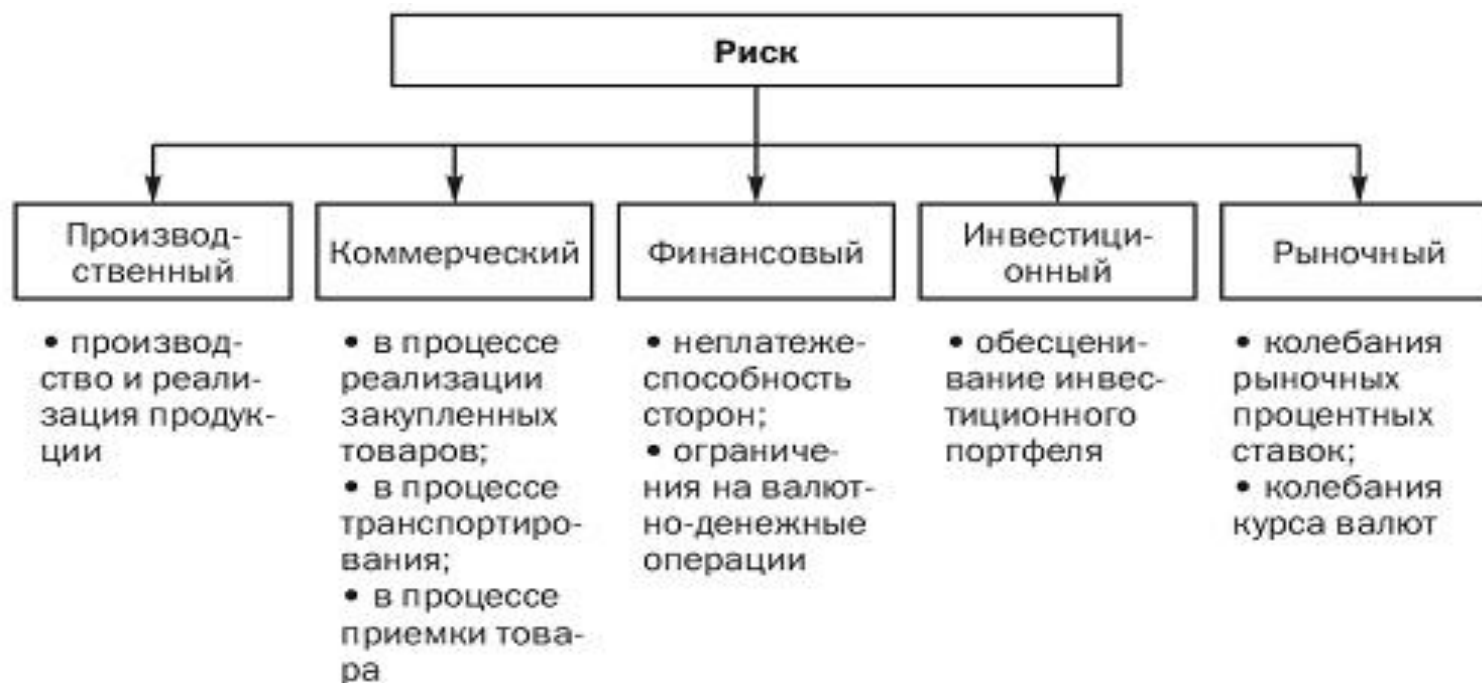 Риск
Производ-
ственный
Коммерческий
Финансовый
Инвестици-
онный
Рыночный
• производ-
ство и реали-
зация продук-
ции
• в процессе
реализации
закупленных
товаров;
• в процессе
транспортиро-
вания;
• в процессе
приемки това-
ра
• неплатеже-
способность
сторон;
• ограниче-
ния на валют-
но-денежные
операции
• обесцени-
вание инвес-
тиционного
портфеля
• колебания
рыночных
процентных
ставок;
• колебания
курса валют